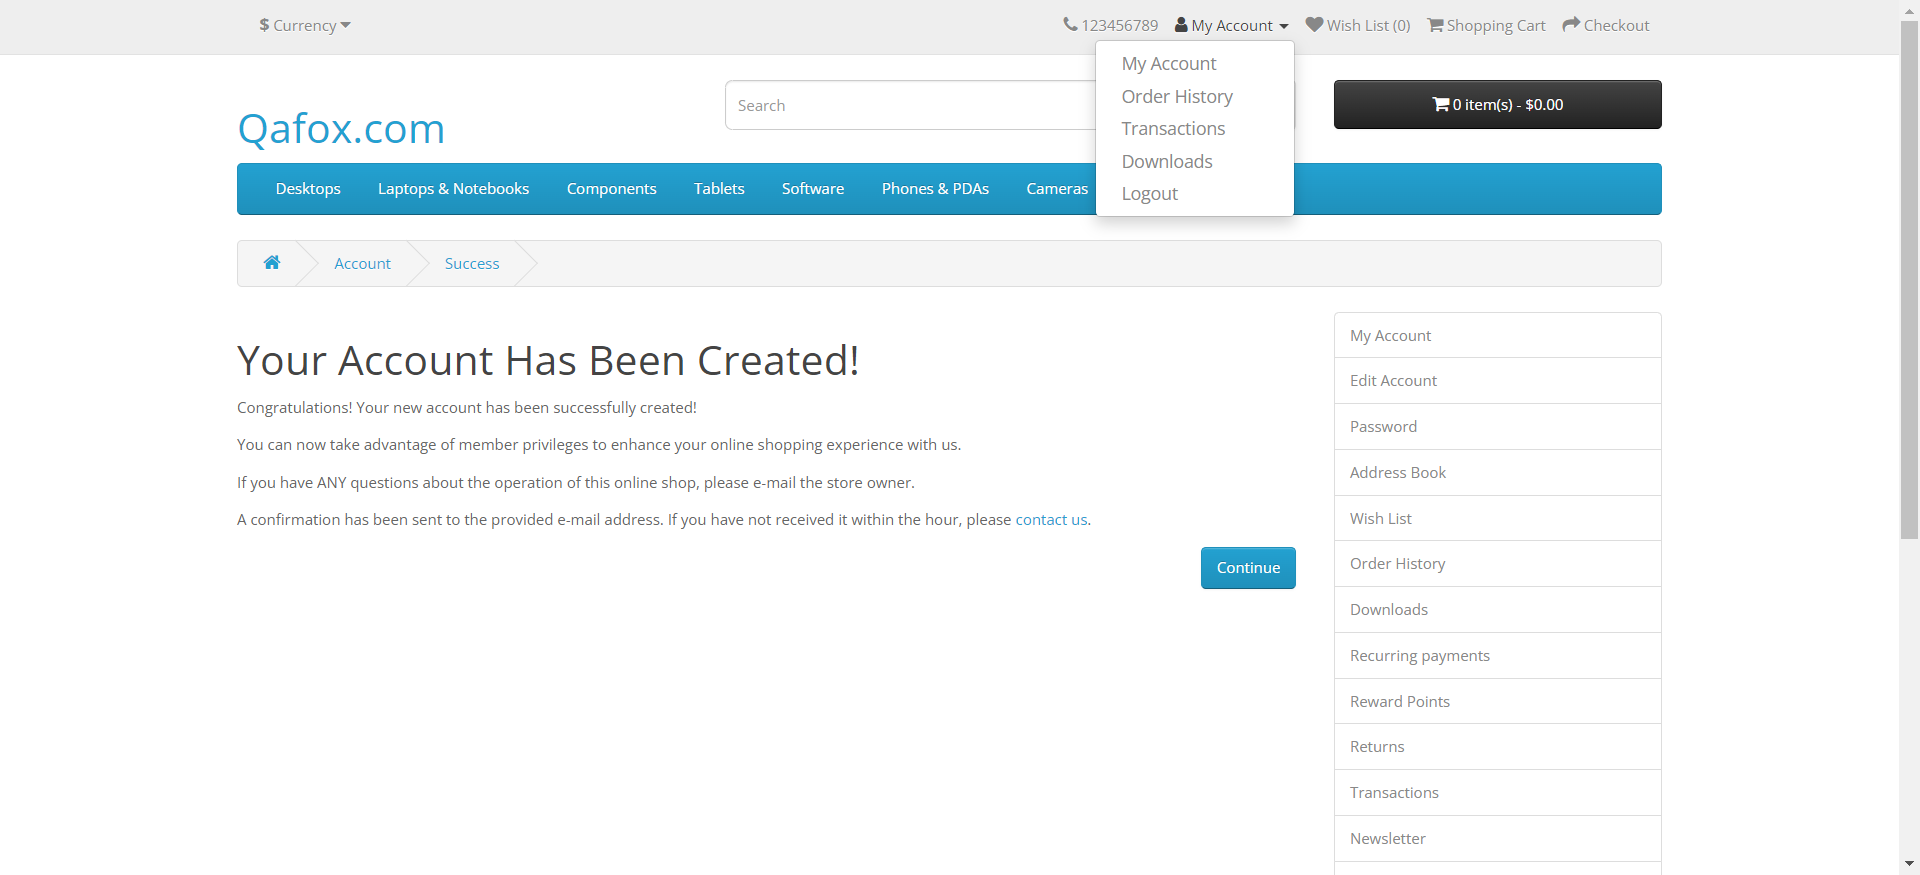 $ Currency
123456789
My Account
Wish List (0)
Shopping Cart
Checkout
My Account
Order History
Transactions
Downloads
Logout
Qafox.com
Search
0 item(s) - $0.00
Desktops
Laptops & Notebooks
Components
Tablets
Software
Phones & PDAs
Cameras
Account
Success
Your Account Has Been Created!
Congratulations! Your new account has been successfully created!
You can now take advantage of member privileges to enhance your online shopping experience with us.
If you have ANY questions about the operation of this online shop, please e-mail the store owner.
A confirmation has been sent to the provided e-mail address. If you have not received it within the hour, please contact us.
Continue
My Account
Edit Account
Password
Address Book
Wish List
Order History
Downloads
Recurring payments
Reward Points
Returns
Transactions
Newsletter